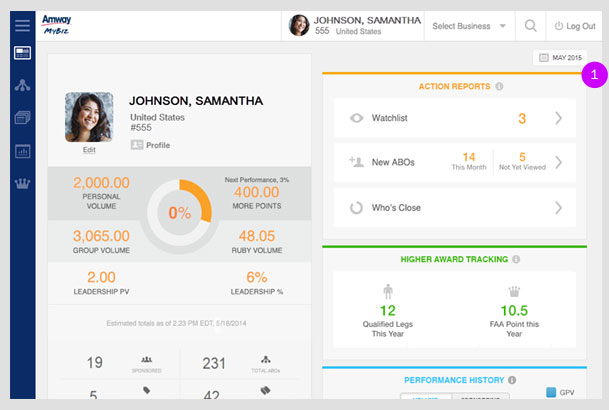 Amway
MyBiz
JOHNSON, SAMANTHA
555 United States
Select Business
Log Out
MAY 2015
1
JOHNSON, SAMANTHA
United States
#555
Profile
Edit
2,000.00
PERSONAL
VOLUME
0%
Next Performance, 3%
400.00
MORE POINTS
3,065.00
GROUP VOLUME
48.05
RUBY VOLUME
2.00
LEADERSHIP PV
6%
LEADERSHIP %
Estimated totals as of 2:33 PM EDT, 5/18/2014
19
SPONSORED
231
TOTAL ABOs
5
42
ACTION REPORTS
Watchlist
3
New ABOs
14
This Month
5
Not Yet Viewed
Who's Close
HIGHER AWARD TRACKING
12
Qualified Legs
This Year
10.5
FAA Point this
Year
PERFORMANCE HISTORY
GPV